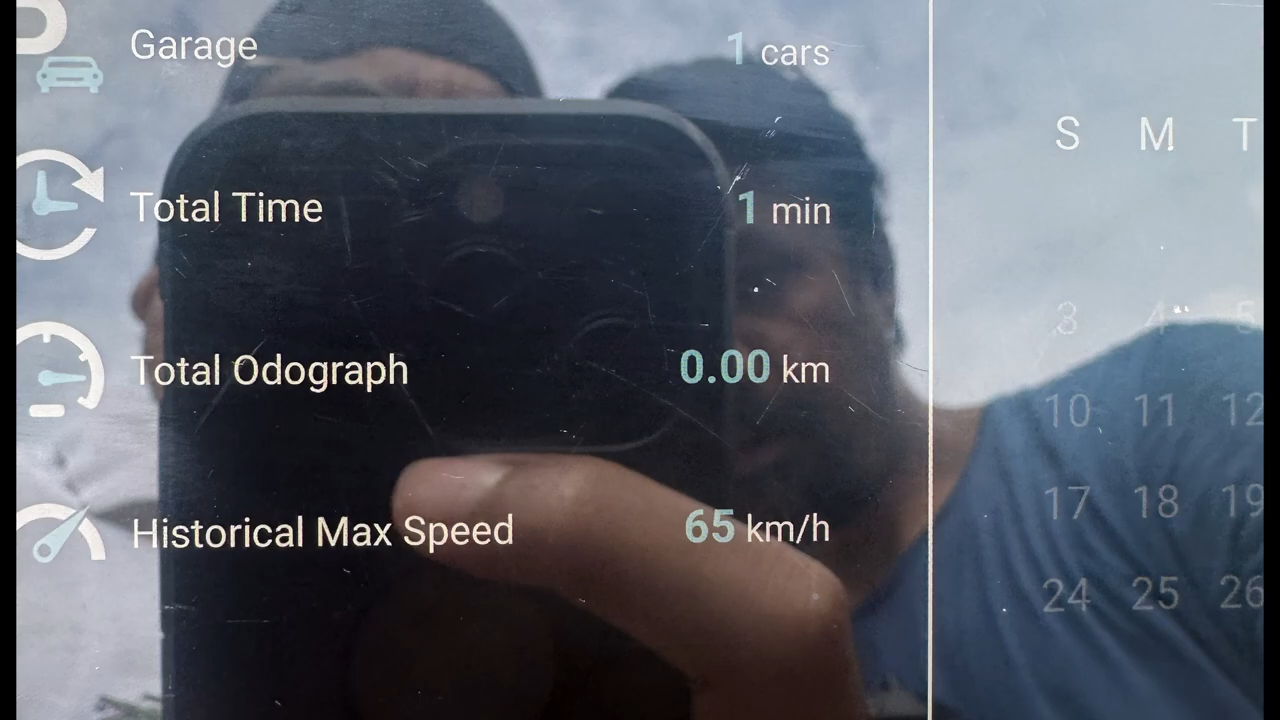 Garage 1 cars
S M T
Total Time 1 min
3 4 5
Total Odograph 0.00 km
10 11 12
Historical Max Speed 65 km/h
17 18 19
24 25 26